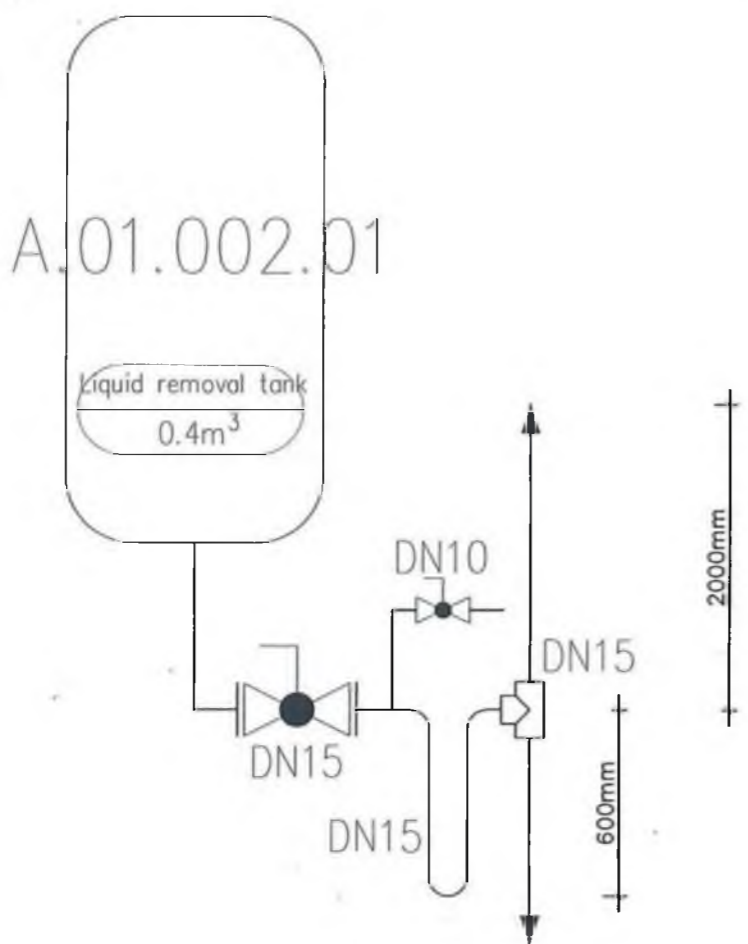 A.01.002.01
Liquid removal tank
0.4m³
DN10
2000mm
DN15
DN15
600mm
DN15